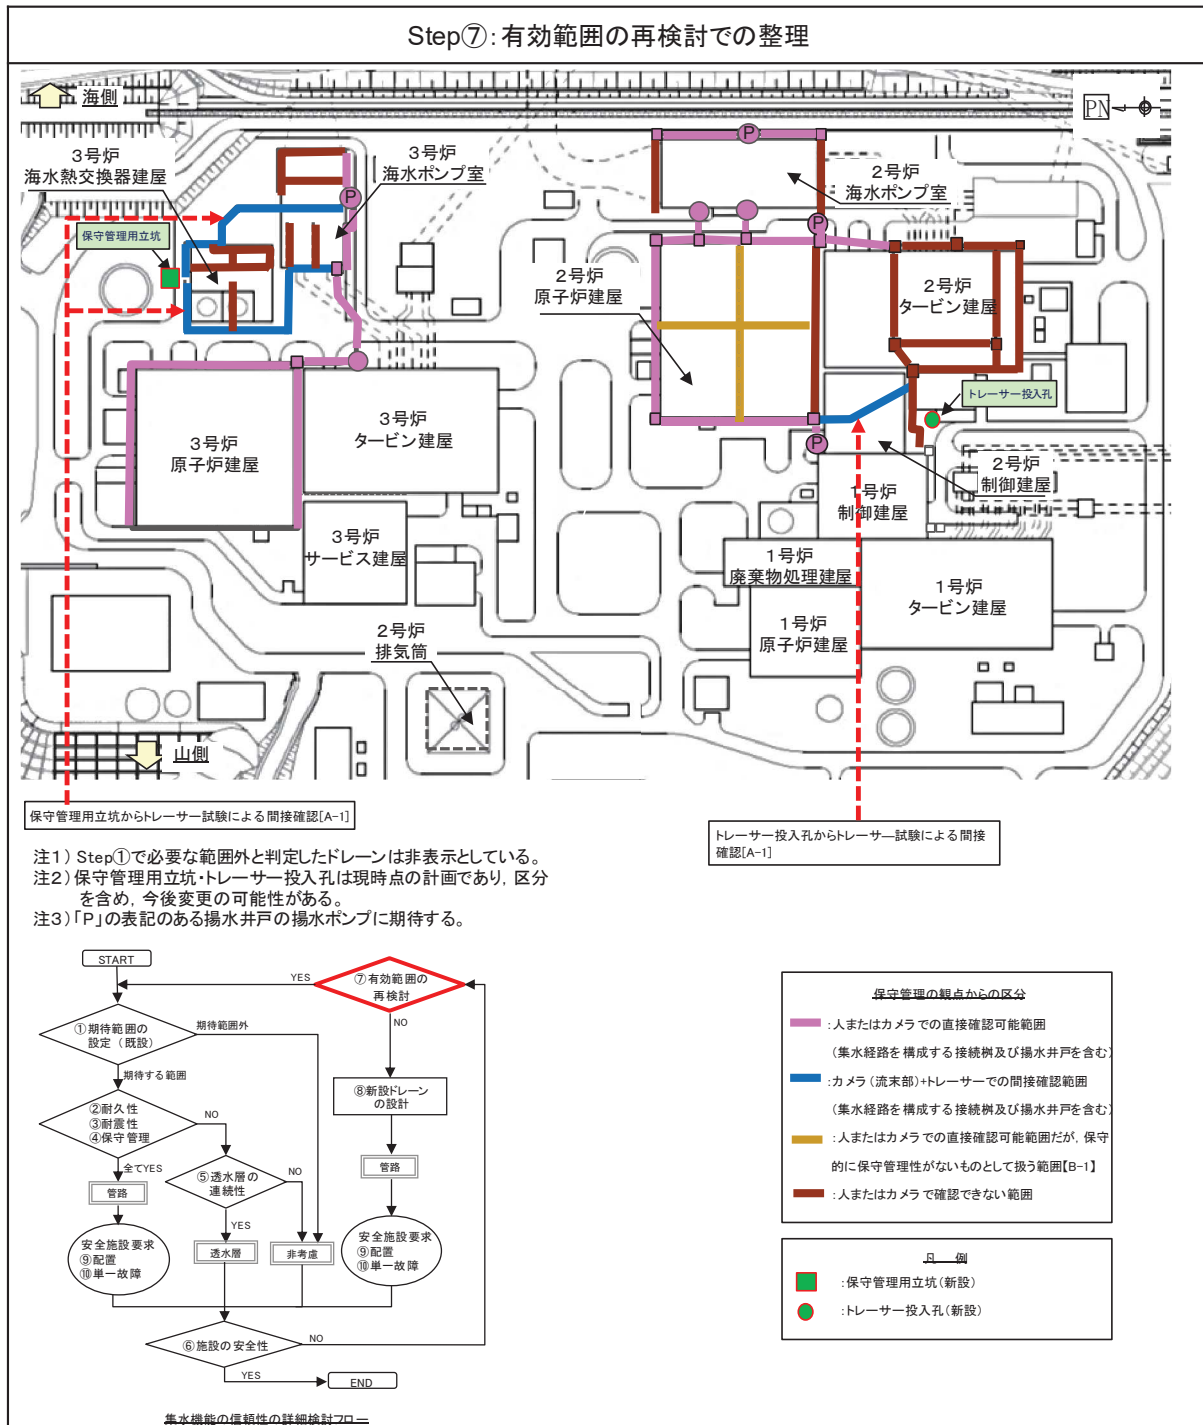 Step⑦：有効範囲の再検討での整理
海側
PN
3号炉
海水熱交換器建屋
3号炉
海水ポンプ室
2号炉
海水ポンプ室
保守管理用立坑
P
P
P
2号炉
原子炉建屋
2号炉
タービン建屋
トレーサー投入孔
P
3号炉
原子炉建屋
3号炉
タービン建屋
2号炉
制御建屋
1号炉
制御建屋
3号炉
サービス建屋
1号炉
廃棄物処理建屋
1号炉
タービン建屋
1号炉
原子炉建屋
2号炉
排気筒
山側
保守管理用立坑からトレーサー試験による間接確認[A-1]
トレーサー投入孔からトレーサー試験による間接
確認[A-1]
注1）Step①で必要な範囲外と判定したドレーンは非表示としている。
注2）保守管理用立坑・トレーサー投入孔は現時点の計画であり，区分
を含め，今後変更の可能性がある。
注3）「P」の表記のある揚水井戸の揚水ポンプに期待する。
START
YES
⑦有効範囲の
再検討
①期待範囲の
設定（既設）
期待範囲外
NO
期待する範囲
⑧新設ドレーン
の設計
②耐久性
③耐震性
④保守管理
NO
全てYES
⑤透水層の
連続性
NO
管路
管路
YES
安全施設要求
⑨配置
⑩単一故障
透水層
非考慮
安全施設要求
⑨配置
⑩単一故障
⑥施設の安全性
NO
YES
END
集水機能の信頼性の詳細検討フロー
保守管理の観点からの区分
：人またはカメラでの直接確認可能範囲
（集水経路を構成する接続桝及び揚水井戸を含む）
：カメラ（流末部）+トレーサーでの間接確認範囲
（集水経路を構成する接続桝及び揚水井戸を含む）
：人またはカメラでの直接確認可能範囲だが，保守
的に保守管理性がないものとして扱う範囲【B-1】
：人またはカメラで確認できない範囲
凡 例
：保守管理用立坑（新設）
：トレーサー投入孔（新設）